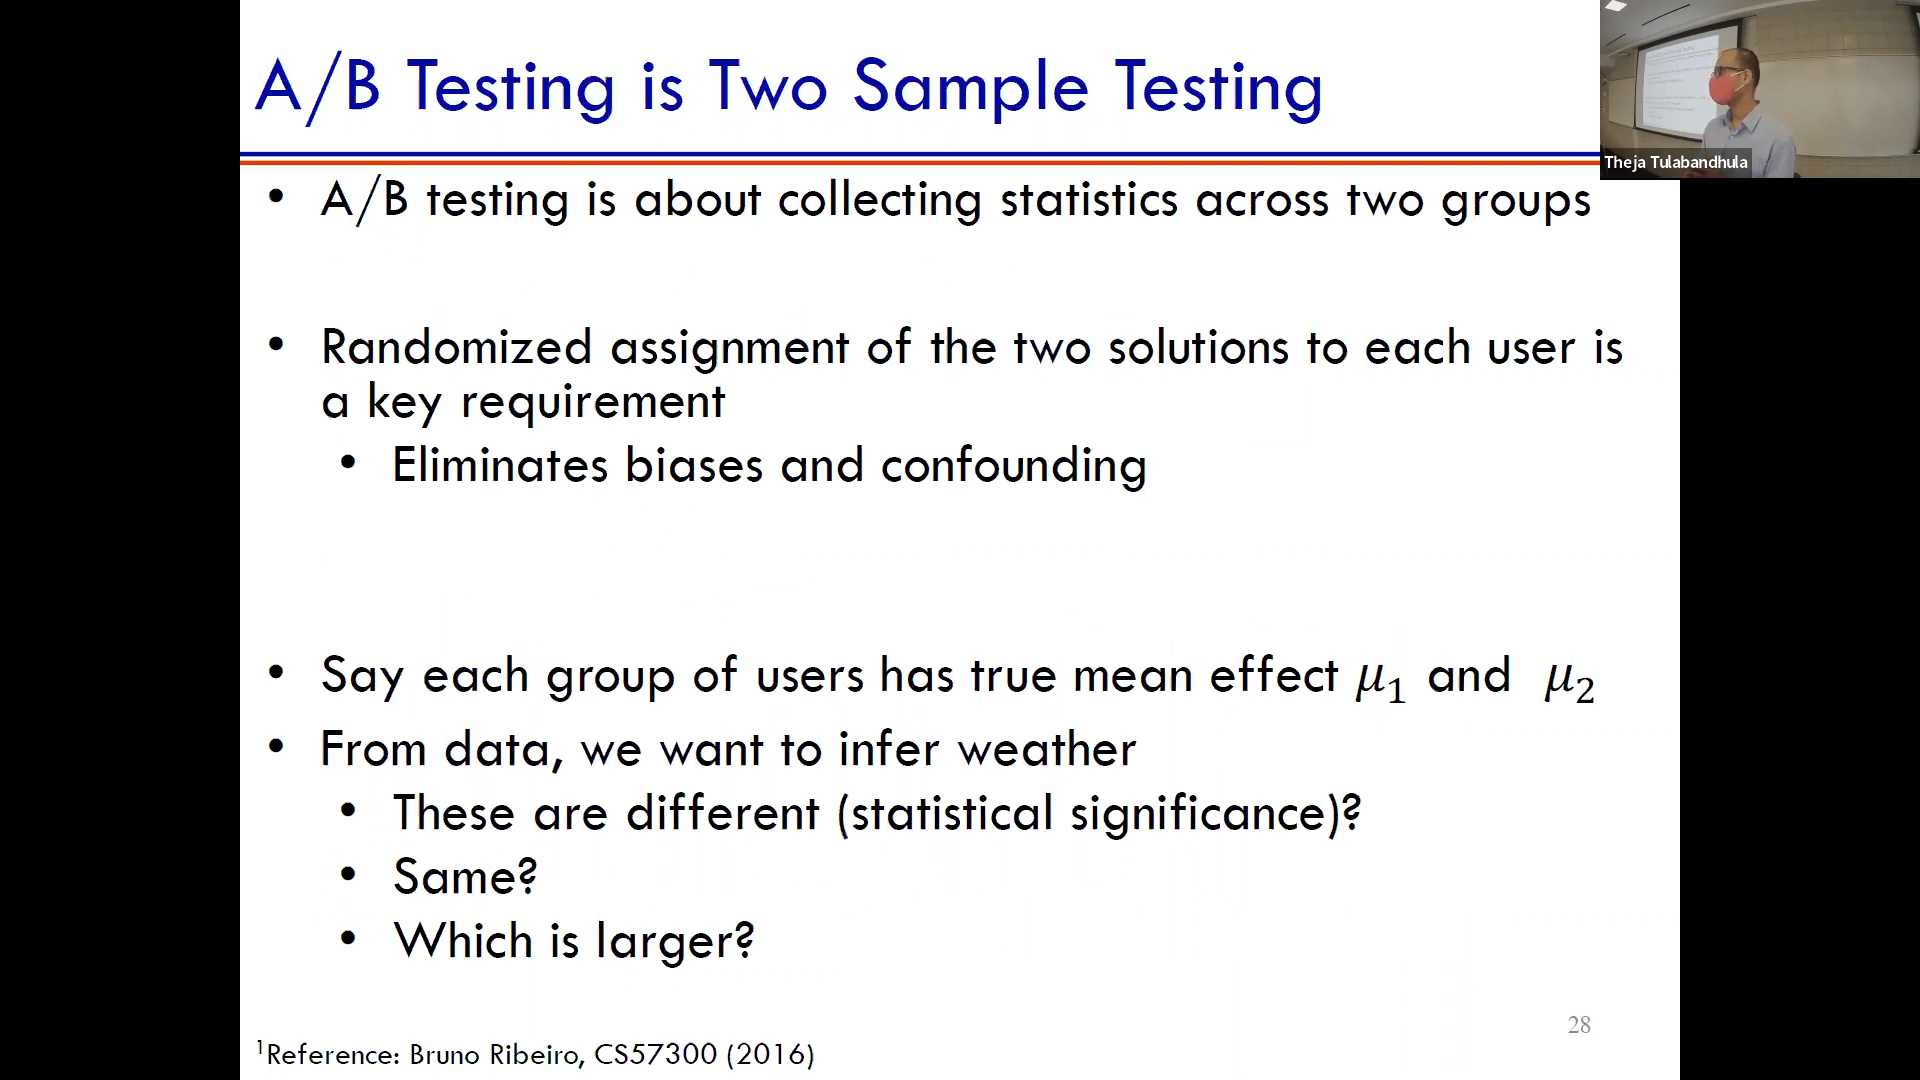 A/B Testing is Two Sample Testing
Theja Tulabandhula
• A/B testing is about collecting statistics across two groups
• Randomized assignment of the two solutions to each user is
a key requirement
• Eliminates biases and confounding
• Say each group of users has true mean effect μ₁ and μ₂
• From data, we want to infer weather
• These are different (statistical significance)?
• Same?
• Which is larger?
28
¹Reference: Bruno Ribeiro, CS57300 (2016)